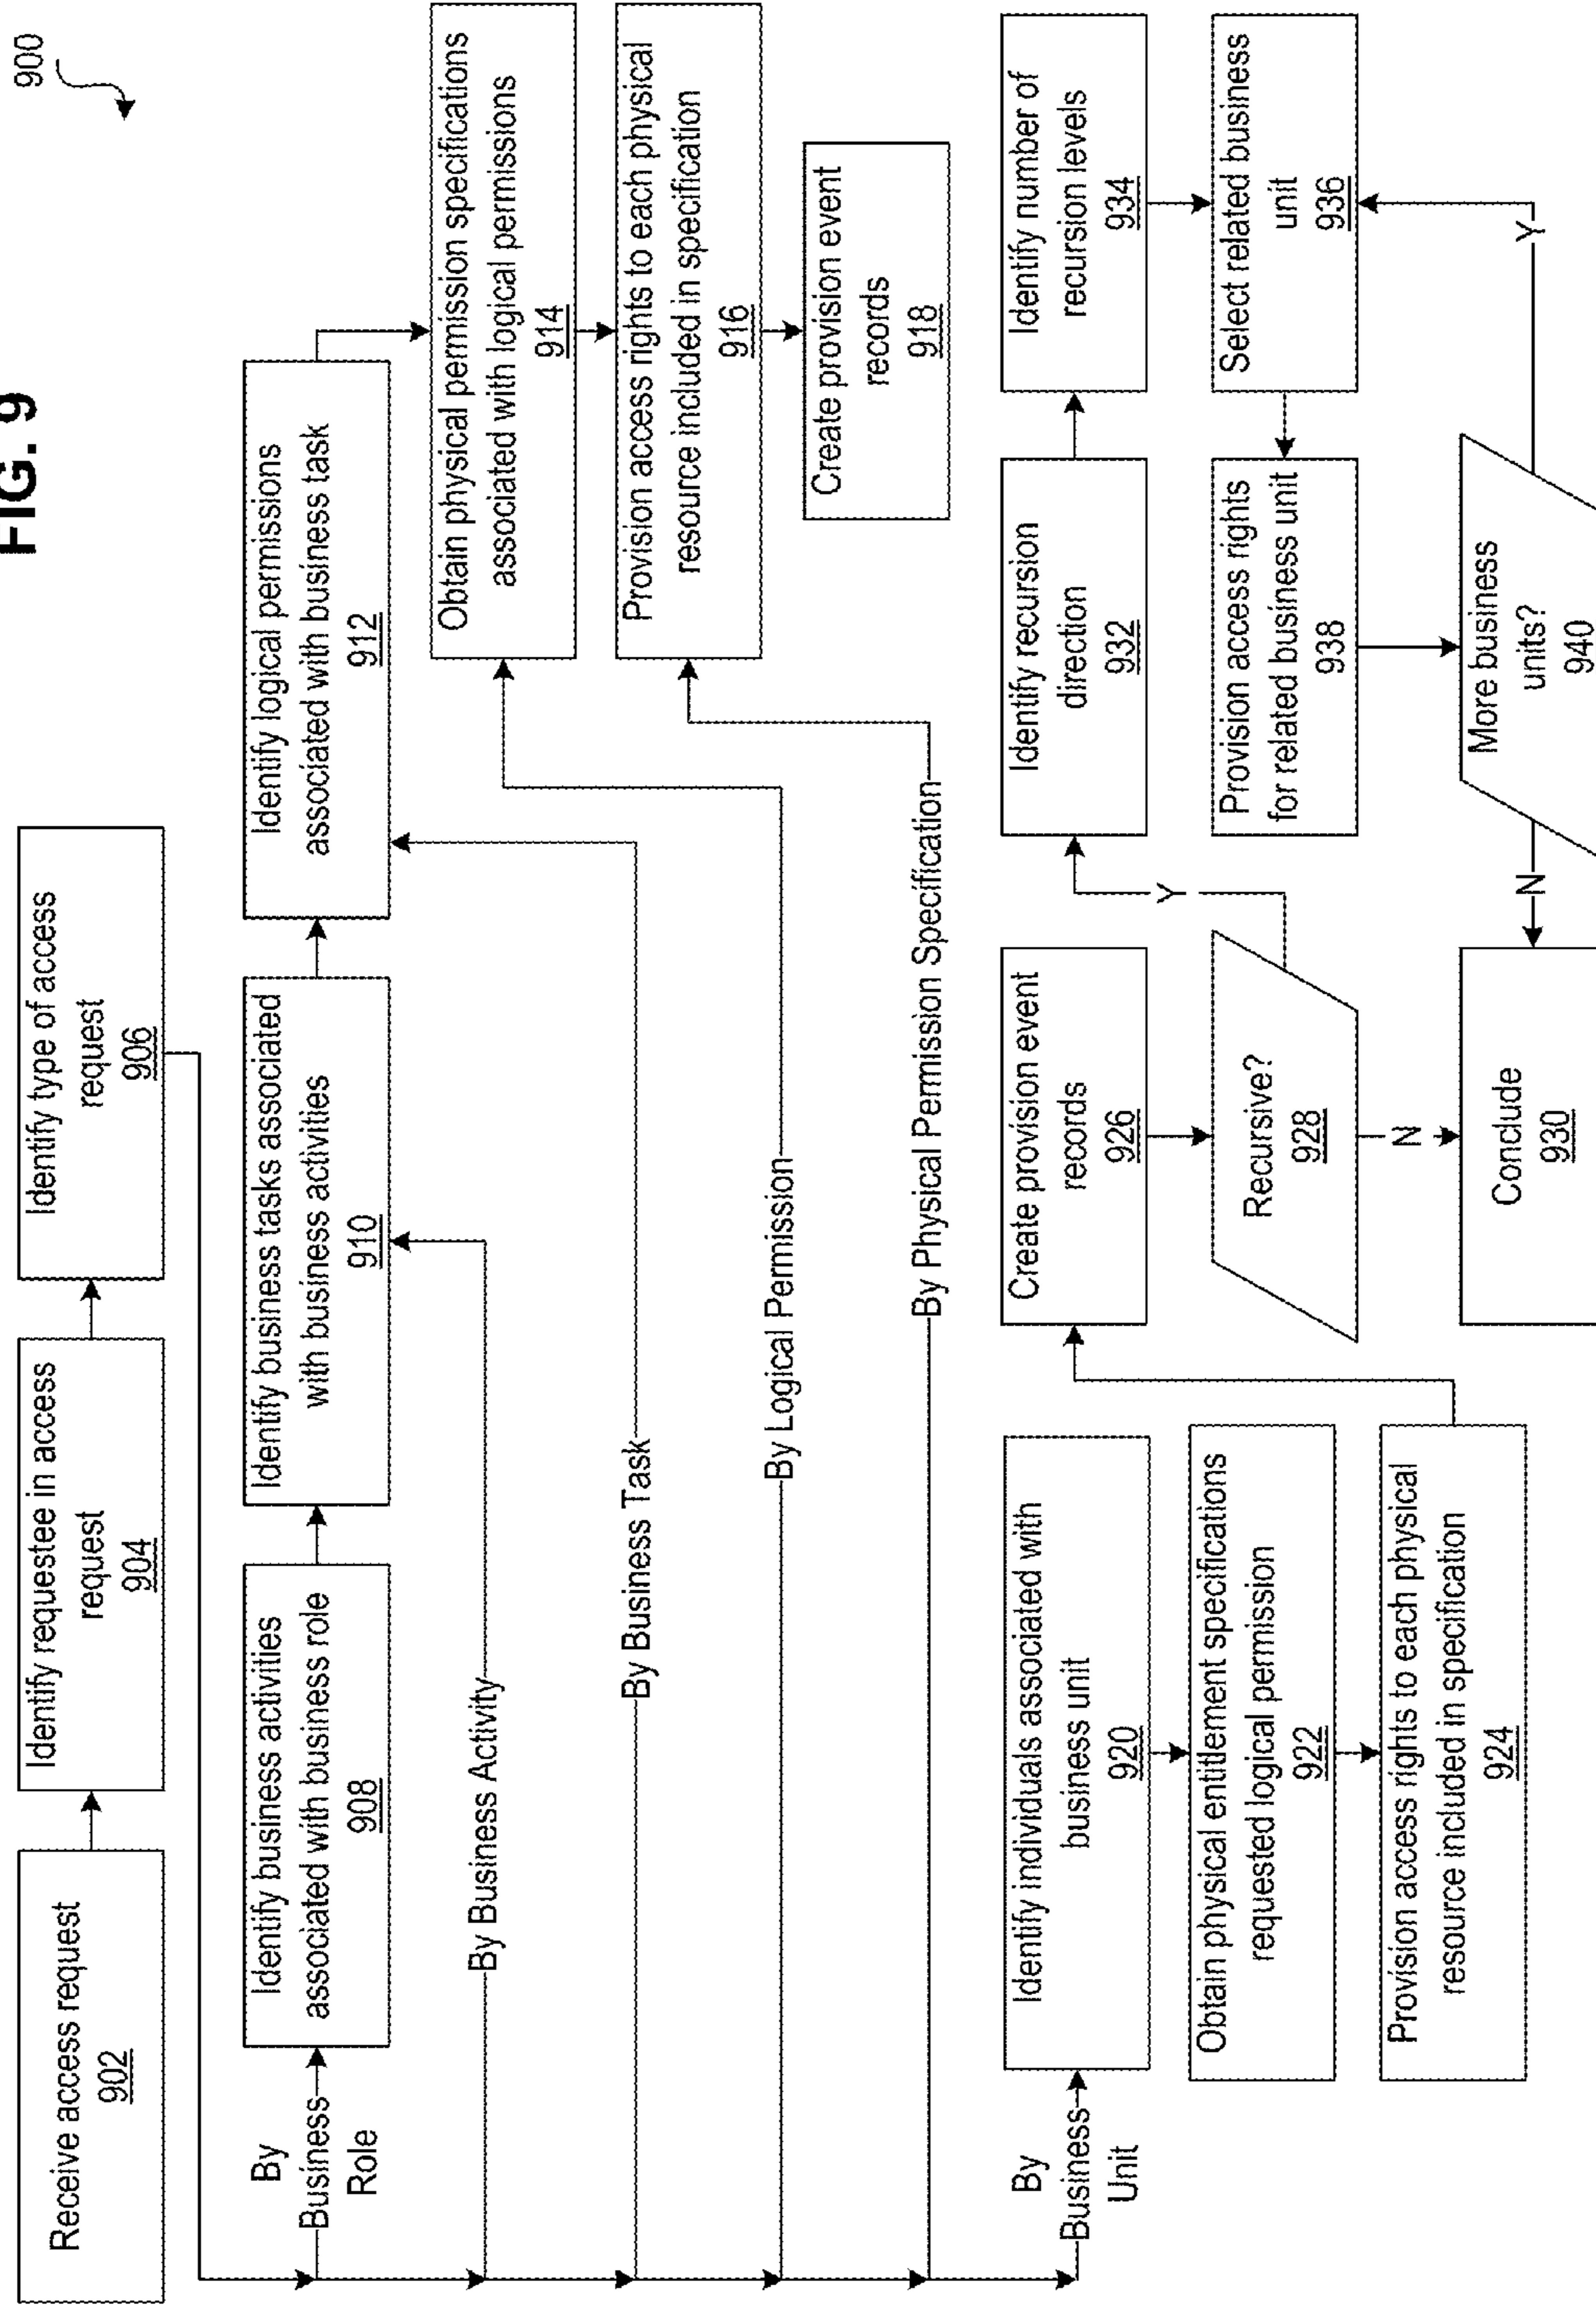 FIG. 9
900
Receive access request
902
Identify requestee in access
request
904
Identify type of access
request
906
By
Business
Role
Identify business activities
associated with business role
908
Identify business tasks associated
with business activities
910
Identify logical permissions
associated with business task
912
By Business Activity
Obtain physical permission specifications
associated with logical permissions
914
By Business Task
Provision access rights to each physical
resource included in specification
916
By Logical Permission
Create provision event
records
918
By Physical Permission Specification
By
Business
Unit
Identify individuals associated with
business unit
920
Obtain physical entitlement specifications
requested logical permission
922
Provision access rights to each physical
resource included in specification
924
Create provision event
records
926
Recursive?
928
N
Conclude
930
Y
Identify recursion
direction
932
Identify number of
recursion levels
934
Select related business
unit
936
Provision access rights
for related business unit
938
More business
units?
940
N
Y